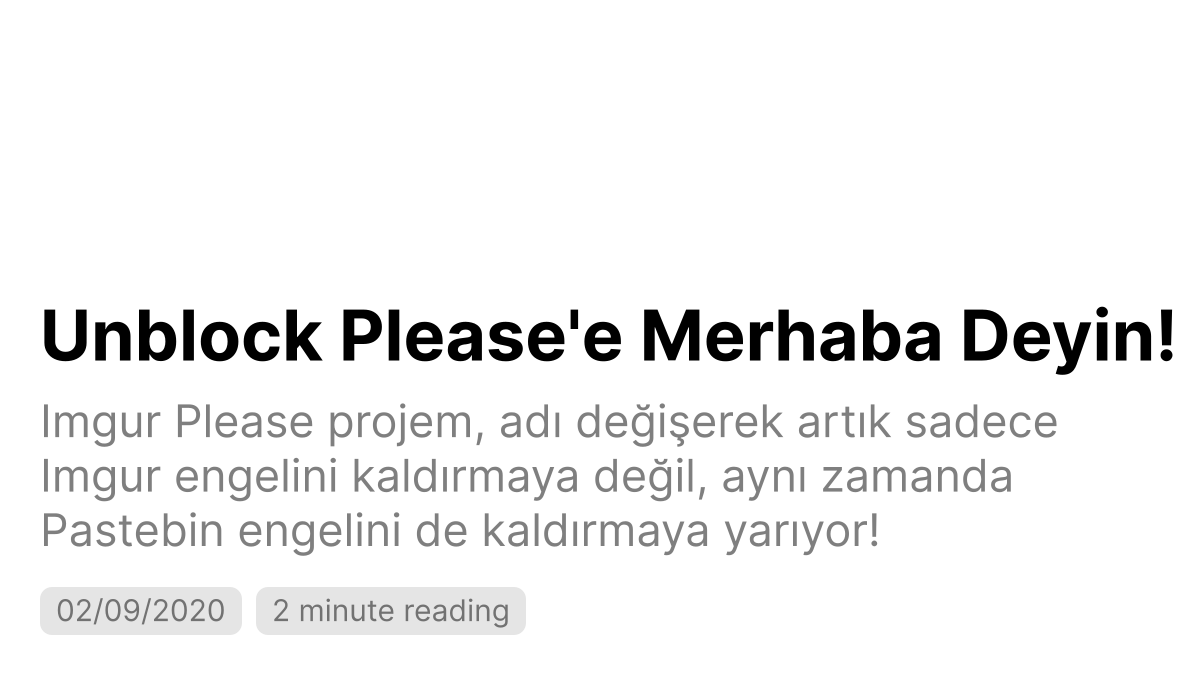 Unblock Please'e Merhaba Deyin!
Imgur Please projem, adı değişerek artık sadece
Imgur engelini kaldırmaya değil, aynı zamanda
Pastebin engelini de kaldırmaya yarıyor!
02/09/2020 2 minute reading